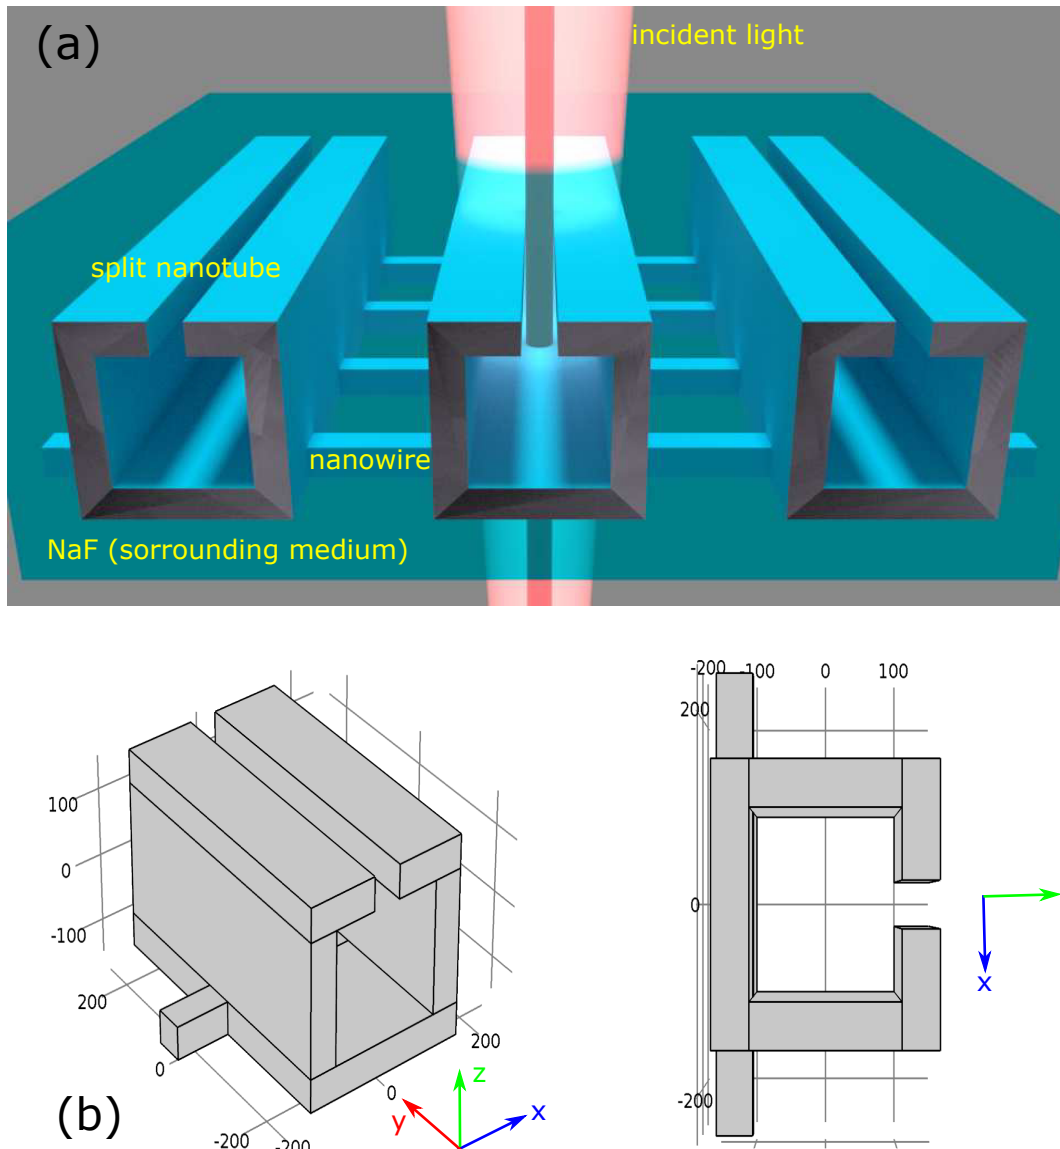 (a)
incident light
split nanotube
nanowire
NaF (sorrounding medium)
-200 -100 0 100
200
0
-200
x
100
0
-100
200
0
-200
-200
0
200
z
y
x
(b)